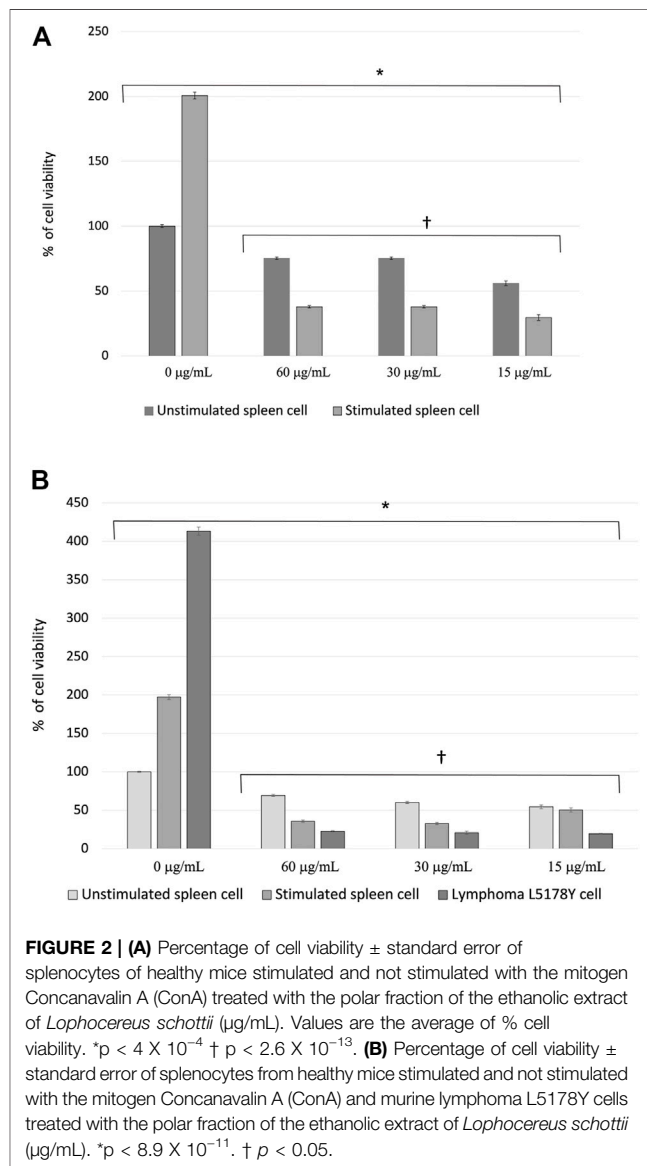 A
250
*
200
% of cell viability
150
†
100
50
0
0 µg/mL 60 µg/mL 30 µg/mL 15 µg/mL
Unstimulated spleen cell Stimulated spleen cell
B
450
*
400
350
300
% of cell viability
250
200
150
†
100
50
0
0 µg/mL 60 µg/mL 30 µg/mL 15 µg/mL
Unstimulated spleen cell Stimulated spleen cell Lymphoma L5178Y cell
FIGURE 2 | (A) Percentage of cell viability ± standard error of
splenocytes of healthy mice stimulated and not stimulated with the mitogen
Concanavalin A (ConA) treated with the polar fraction of the ethanolic extract
of Lophocereus schottii (µg/mL). Values are the average of % cell
viability. *p < 4 X 10⁻⁴ † p < 2.6 X 10⁻¹³. (B) Percentage of cell viability ±
standard error of splenocytes from healthy mice stimulated and not stimulated
with the mitogen Concanavalin A (ConA) and murine lymphoma L5178Y cells
treated with the polar fraction of the ethanolic extract of Lophocereus schottii
(µg/mL). *p < 8.9 X 10⁻¹¹. † p < 0.05.